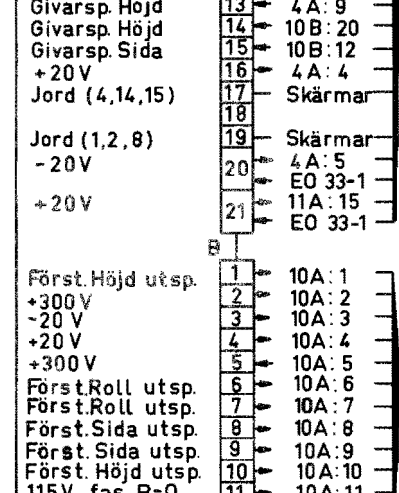 Givarsp. Höjd 13 4A:9
Givarsp. Höjd 14 10B:20
Givarsp. Sida 15 10B:12
+20V 16 4A:4
Jord (4,14,15) 17 Skärmar
18
Jord (1,2,8) 19 Skärmar
-20V 20 4A:5
EO 33-1
+20V 21 11A:15
EO 33-1
B
Först. Höjd utsp. 1 10A:1
+300V 2 10A:2
-20V 3 10A:3
+20V 4 10A:4
+300V 5 10A:5
Först. Roll utsp. 6 10A:6
Först. Roll utsp. 7 10A:7
Först. Sida utsp. 8 10A:8
Först. Sida utsp. 9 10A:9
Först. Höjd utsp. 10 10A:10
115V fas R-0 11 10A:11